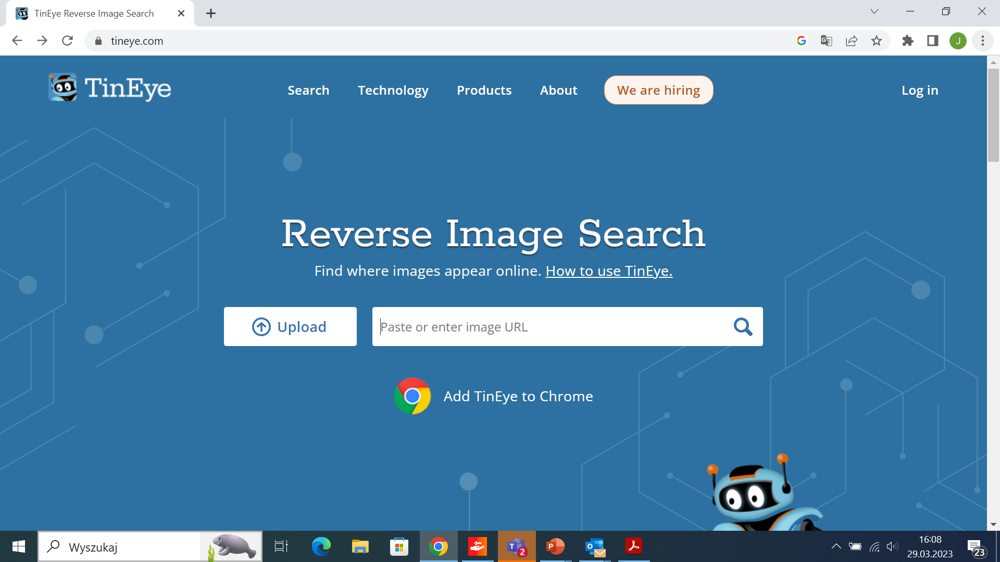 TinEye Reverse Image Search
tineye.com
J
TinEye
Search
Technology
Products
About
We are hiring
Log in
Reverse Image Search
Find where images appear online. How to use TinEye.
Upload
Paste or enter image URL
Add TinEye to Chrome
Wyszukaj
T
2
P
O
16:08
29.03.2023
23